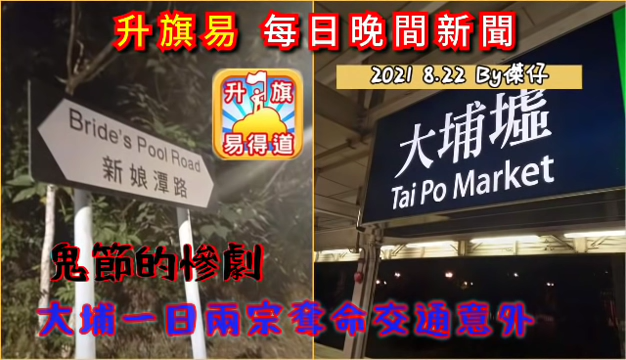 升旗易 每日晚間新聞
2021 8.22 By傑仔
升旗
易得道
Bride's Pool Road
新娘潭路
大埔墟
Tai Po Market
鬼節的慘劇
大埔一日兩宗奪命交通意外